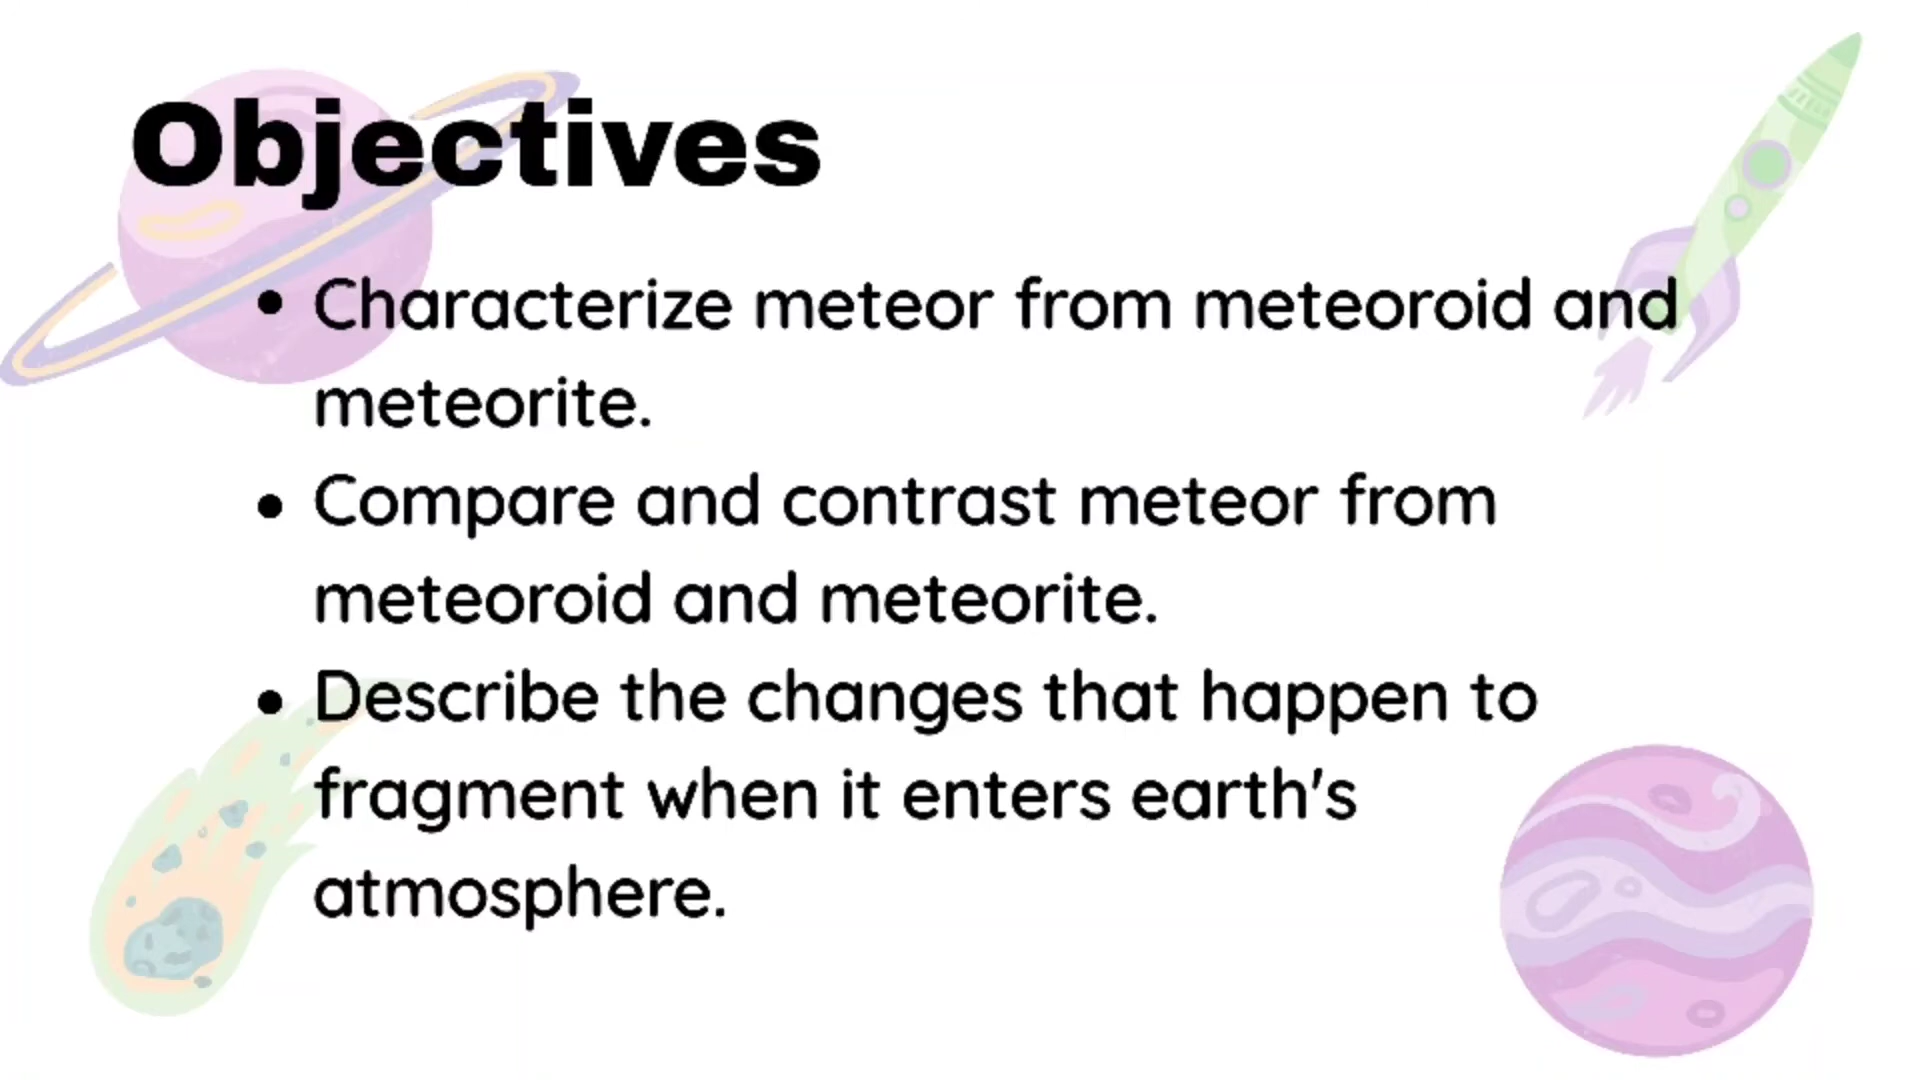 Objectives
• Characterize meteor from meteoroid and
meteorite.
• Compare and contrast meteor from
meteoroid and meteorite.
• Describe the changes that happen to
fragment when it enters earth's
atmosphere.